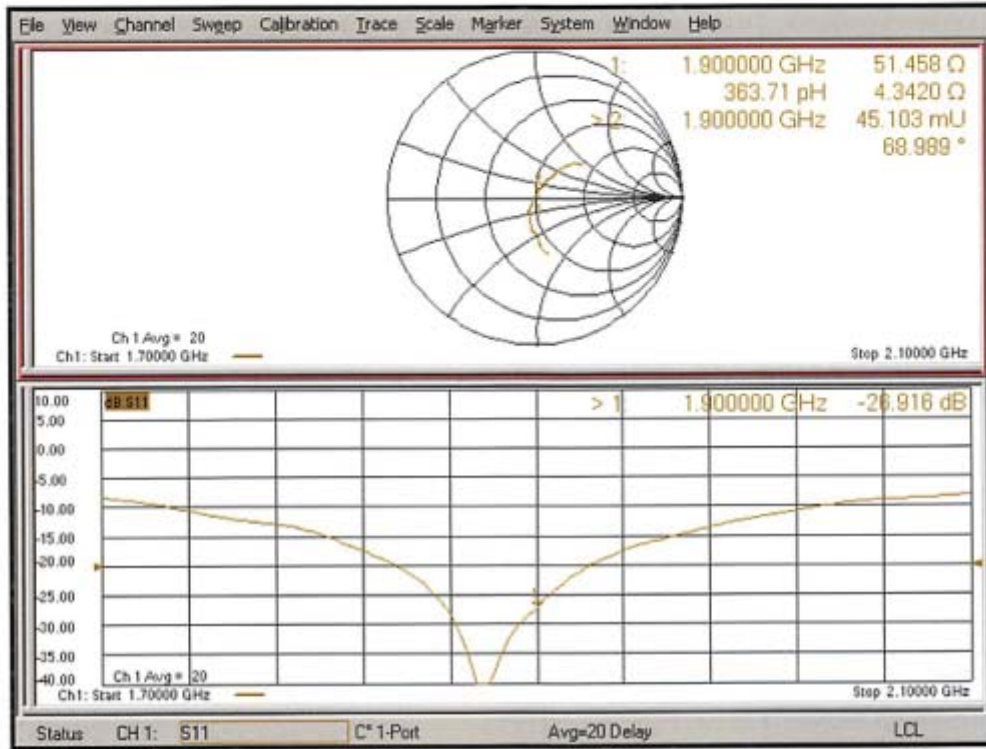 File View Channel Sweep Calibration Trace Scale Marker System Window Help
1: 1.900000 GHz 51.458 Ω
363.71 pH 4.3420 Ω
> 2: 1.900000 GHz 45.103 mU
68.989 °
Ch 1 Avg = 20
Ch1: Start 1.70000 GHz
Stop 2.10000 GHz
10.00
dB S11
> 1: 1.900000 GHz -26.916 dB
5.00
0.00
-5.00
-10.00
-15.00
-20.00
-25.00
1
-30.00
-35.00
-40.00
Ch 1 Avg = 20
Ch1: Start 1.70000 GHz
Stop 2.10000 GHz
Status CH 1: S11 C* 1-Port Avg=20 Delay LCL